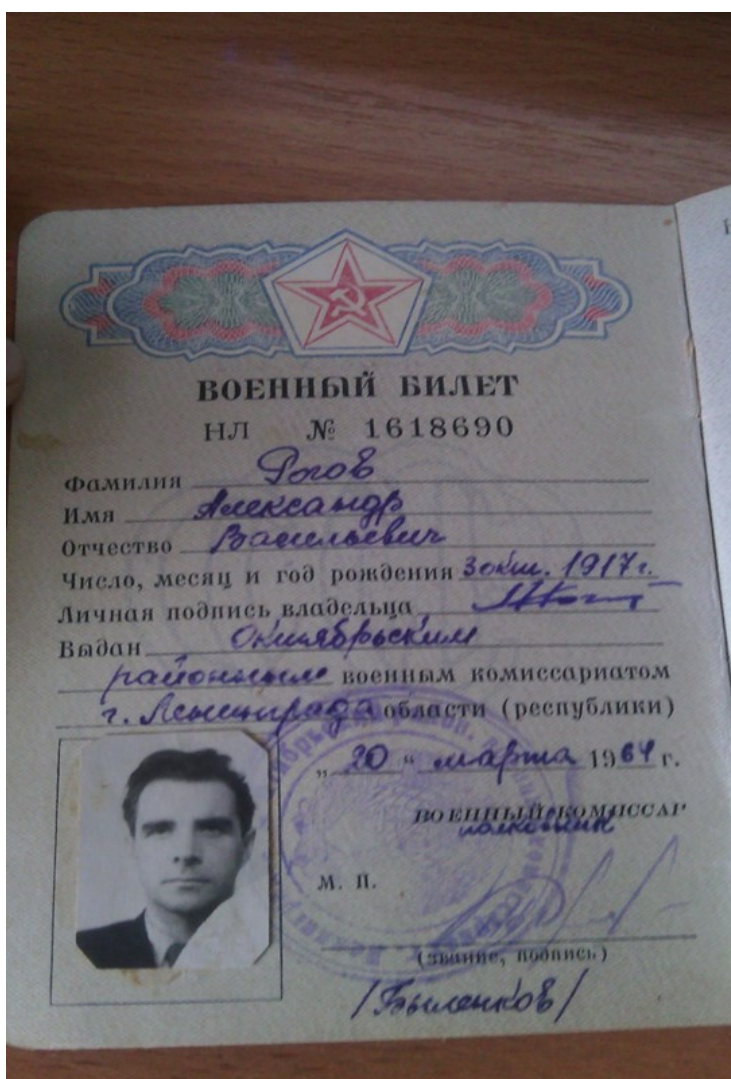 ВОЕННЫЙ БИЛЕТ
НЛ № 1618690
Фамилия Рогов
Имя Александр
Отчество Васильевич
Число, месяц и год рождения 3 окт. 1917 г.
Личная подпись владельца
Выдан Октябрьским
районным военным комиссариатом
г. Ленинграда области (республики)
„20 “ марта 1964 г.
ВОЕННЫЙ КОМИССАР
полковник
М. П.
(звание, подпись)
/Быленков/